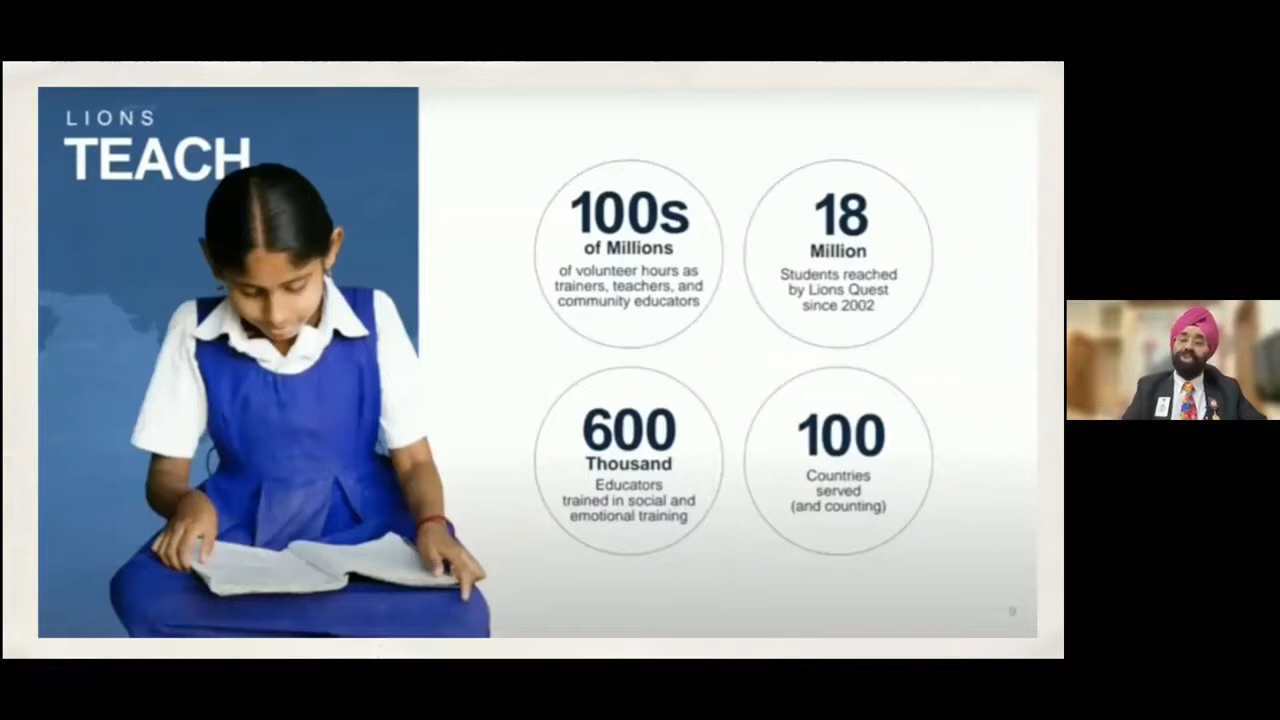 LIONS
TEACH
100s
of Millions
of volunteer hours as
trainers, teachers, and
community educators
18
Million
Students reached
by Lions Quest
since 2002
600
Thousand
Educators
trained in social and
emotional training
100
Countries
served
(and counting)
9